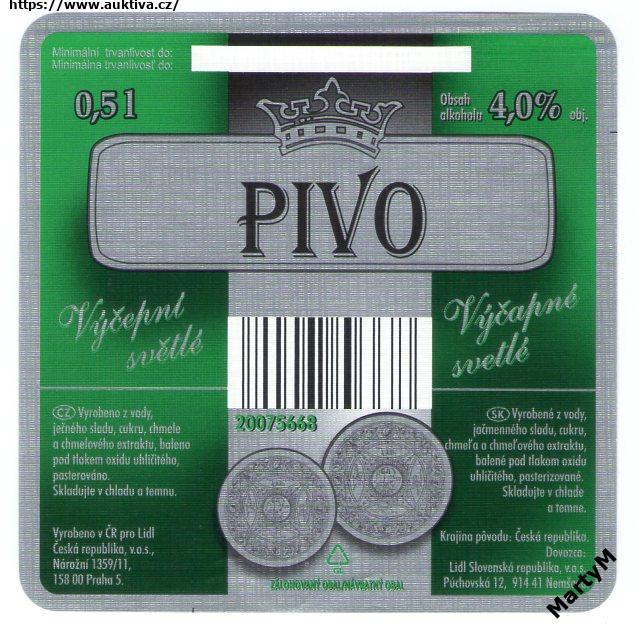 https://www.auktiva.cz/
Minimální trvanlivost do:
Minimálna trvanlivosť do:
0,5 l
Obsah
alkoholu 4,0% obj.
PIVO
Výčepní
světlé
Výčapné
svetlé
20075668
CZ Vyrobeno z vody,
ječného sladu, cukru, chmele
a chmelového extraktu, baleno
pod tlakem oxidu uhličitého,
pasterováno.
Skladujte v chladu a temnu.
Vyrobeno v ČR pro Lidl
Česká republika, v.o.s.,
Nárožní 1359/11,
158 00 Praha 5.
SK Vyrobené z vody,
jačmenného sladu, cukru,
chmeľa a chmeľového extraktu,
balené pod tlakom oxidu
uhličitého, pasterizované.
Skladujte v chlade
a temne.
Krajina pôvodu: Česká republika.
Dovozca:
Lidl Slovenská republika, v.o.s.
Púchovská 12, 914 41
GL
ZÁLOHOVANÝ OBAL/NÁVRATNÝ OBAL
MartyM